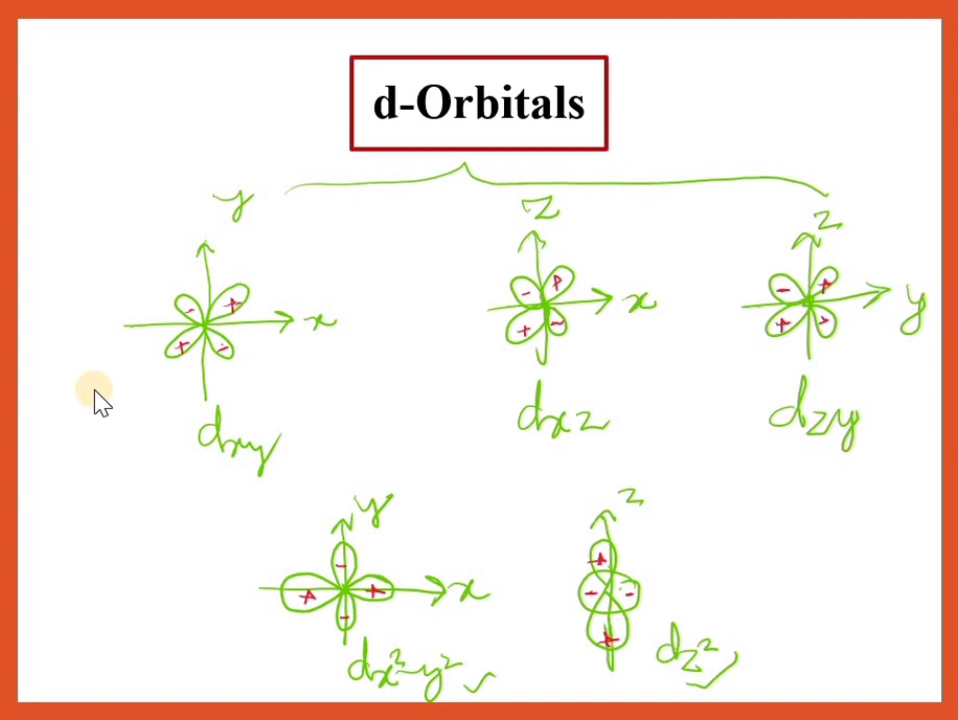 d-Orbitals
y z z
x x y
dxy dxz dzy
y z
x
dx²-y² dz²